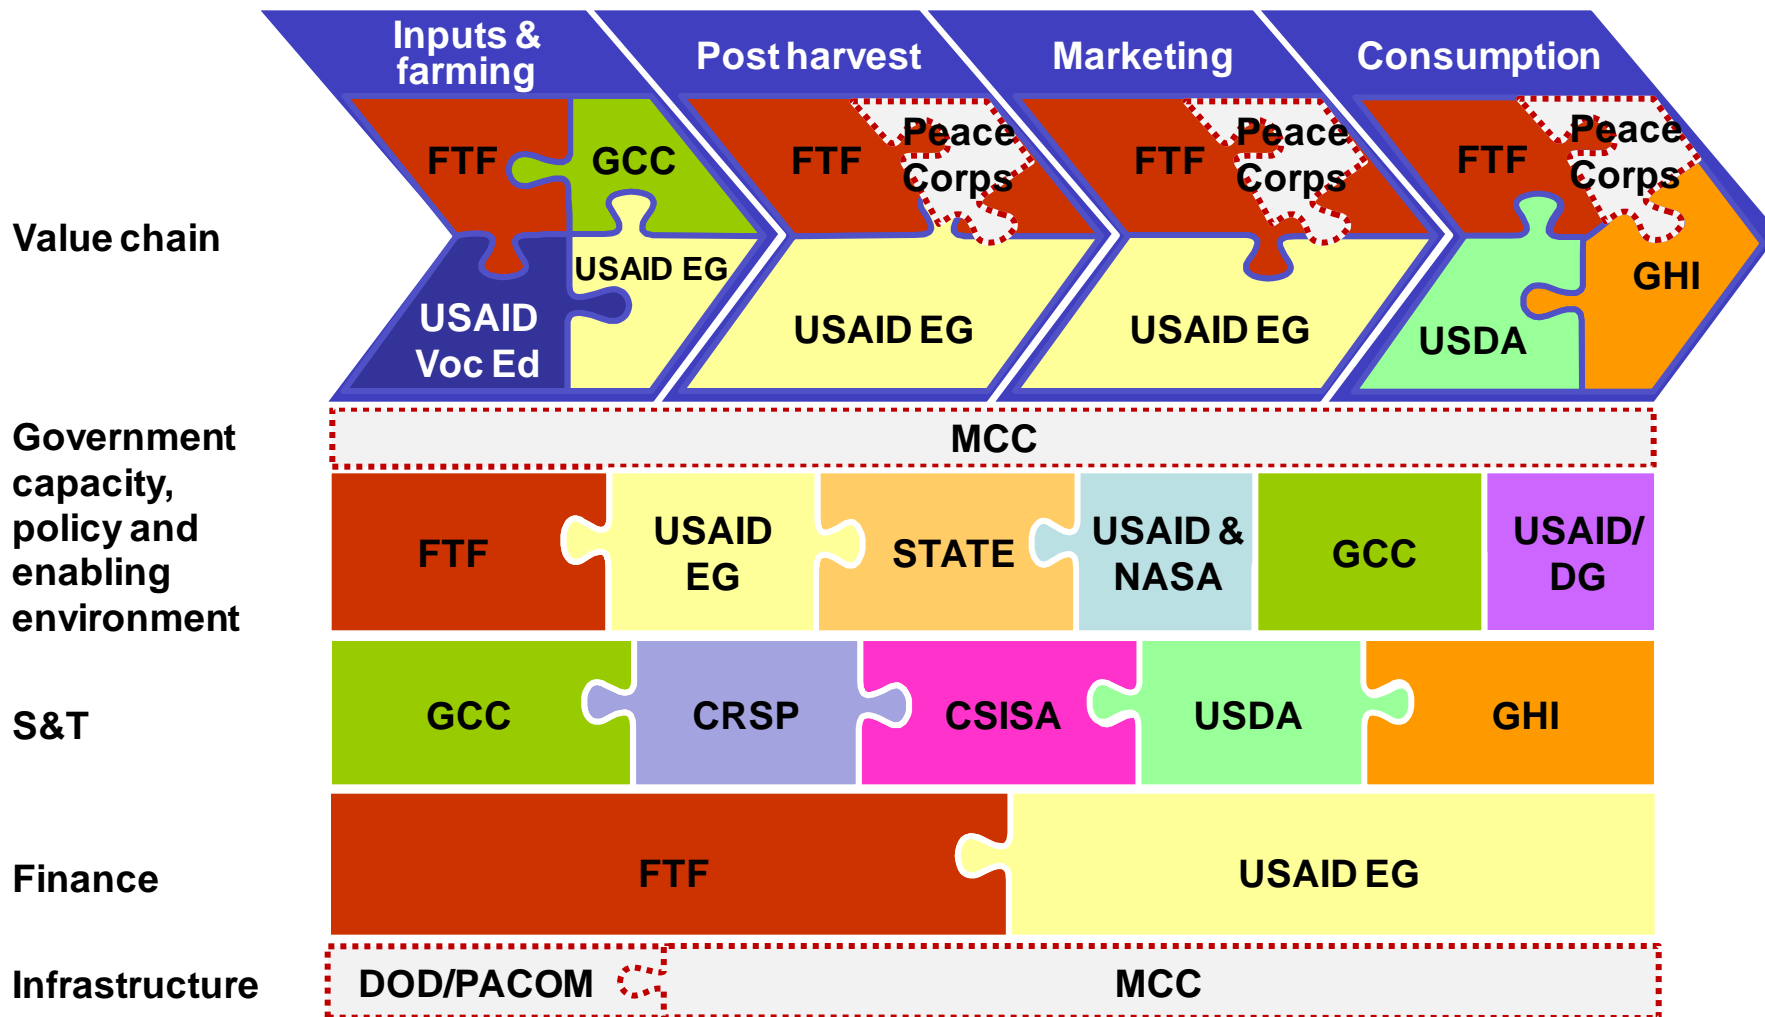 Inputs &
farming
Post harvest
Marketing
Consumption
Value chain
FTF
GCC
USAID
Voc Ed
USAID EG
FTF
Peace
Corps
USAID EG
FTF
Peace
Corps
USAID EG
FTF
Peace
Corps
USDA
GHI
Government
capacity,
policy and
enabling
environment
MCC
FTF
USAID
EG
STATE
USAID &
NASA
GCC
USAID/
DG
S&T
GCC
CRSP
CSISA
USDA
GHI
Finance
FTF
USAID EG
Infrastructure
DOD/PACOM
MCC